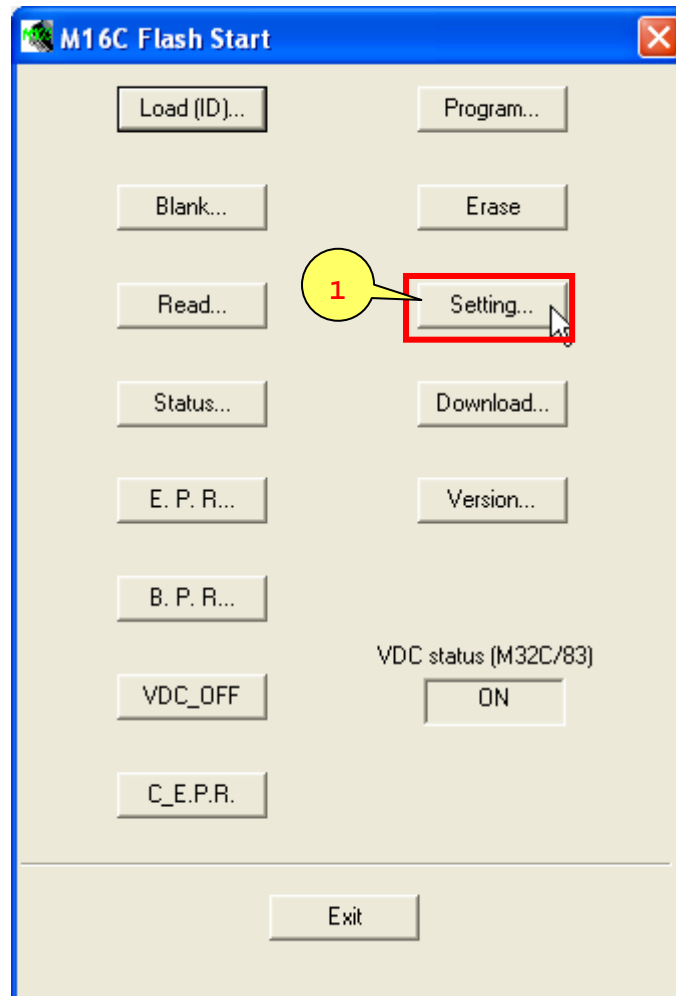 M16C Flash Start
Load (ID)...
Program...
Blank...
Erase
Read...
1
Setting...
Status...
Download...
E. P. R...
Version...
B. P. R...
VDC status (M32C/83)
VDC_OFF
ON
C_E.P.R.
Exit